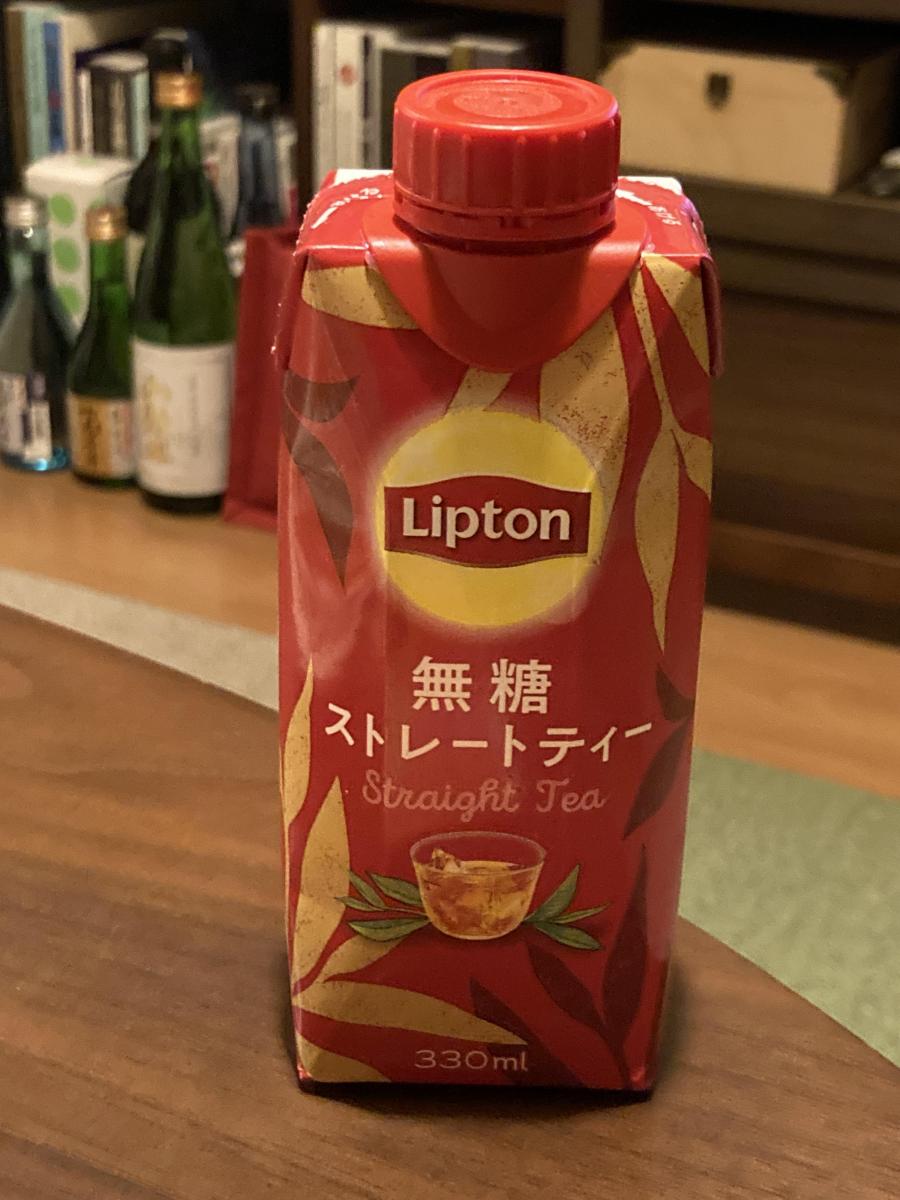 Lipton
無糖
ストレートティー
Straight Tea
330ml